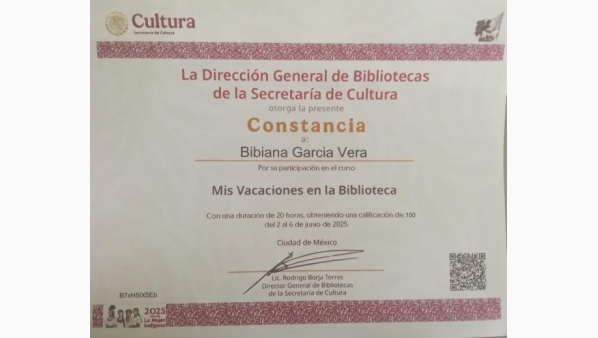 Cultura
Secretaría de Cultura
La Dirección General de Bibliotecas
de la Secretaría de Cultura
otorga la presente
Constancia
a:
Bibiana Garcia Vera
Por su participación en el curso
Mis Vacaciones en la Biblioteca
Con una duración de 20 horas, obteniendo una calificación de 100
del 2 al 6 de junio de 2025.
Ciudad de México
Lic. Rodrigo Borja Torres
Director General de Bibliotecas
de la Secretaría de Cultura
2025
La Mujer
Indígena